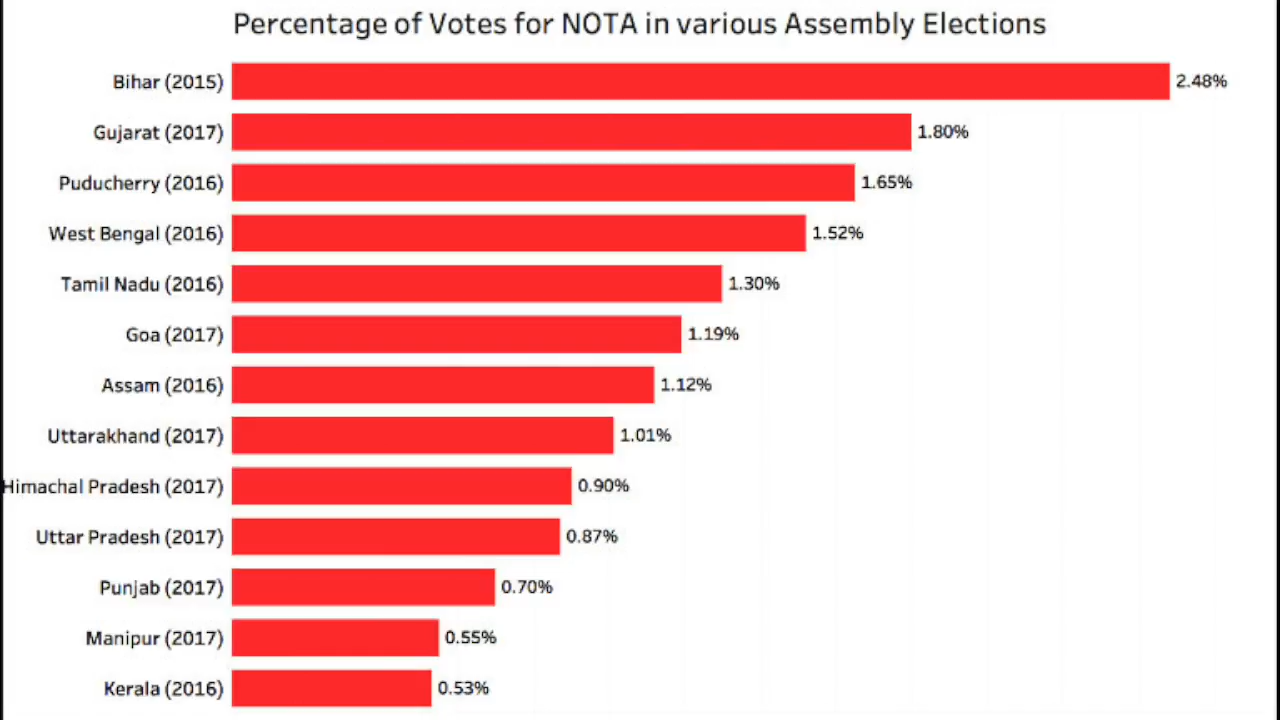 Percentage of Votes for NOTA in various Assembly Elections
Bihar (2015) 2.48%
Gujarat (2017) 1.80%
Puducherry (2016) 1.65%
West Bengal (2016) 1.52%
Tamil Nadu (2016) 1.30%
Goa (2017) 1.19%
Assam (2016) 1.12%
Uttarakhand (2017) 1.01%
Himachal Pradesh (2017) 0.90%
Uttar Pradesh (2017) 0.87%
Punjab (2017) 0.70%
Manipur (2017) 0.55%
Kerala (2016) 0.53%